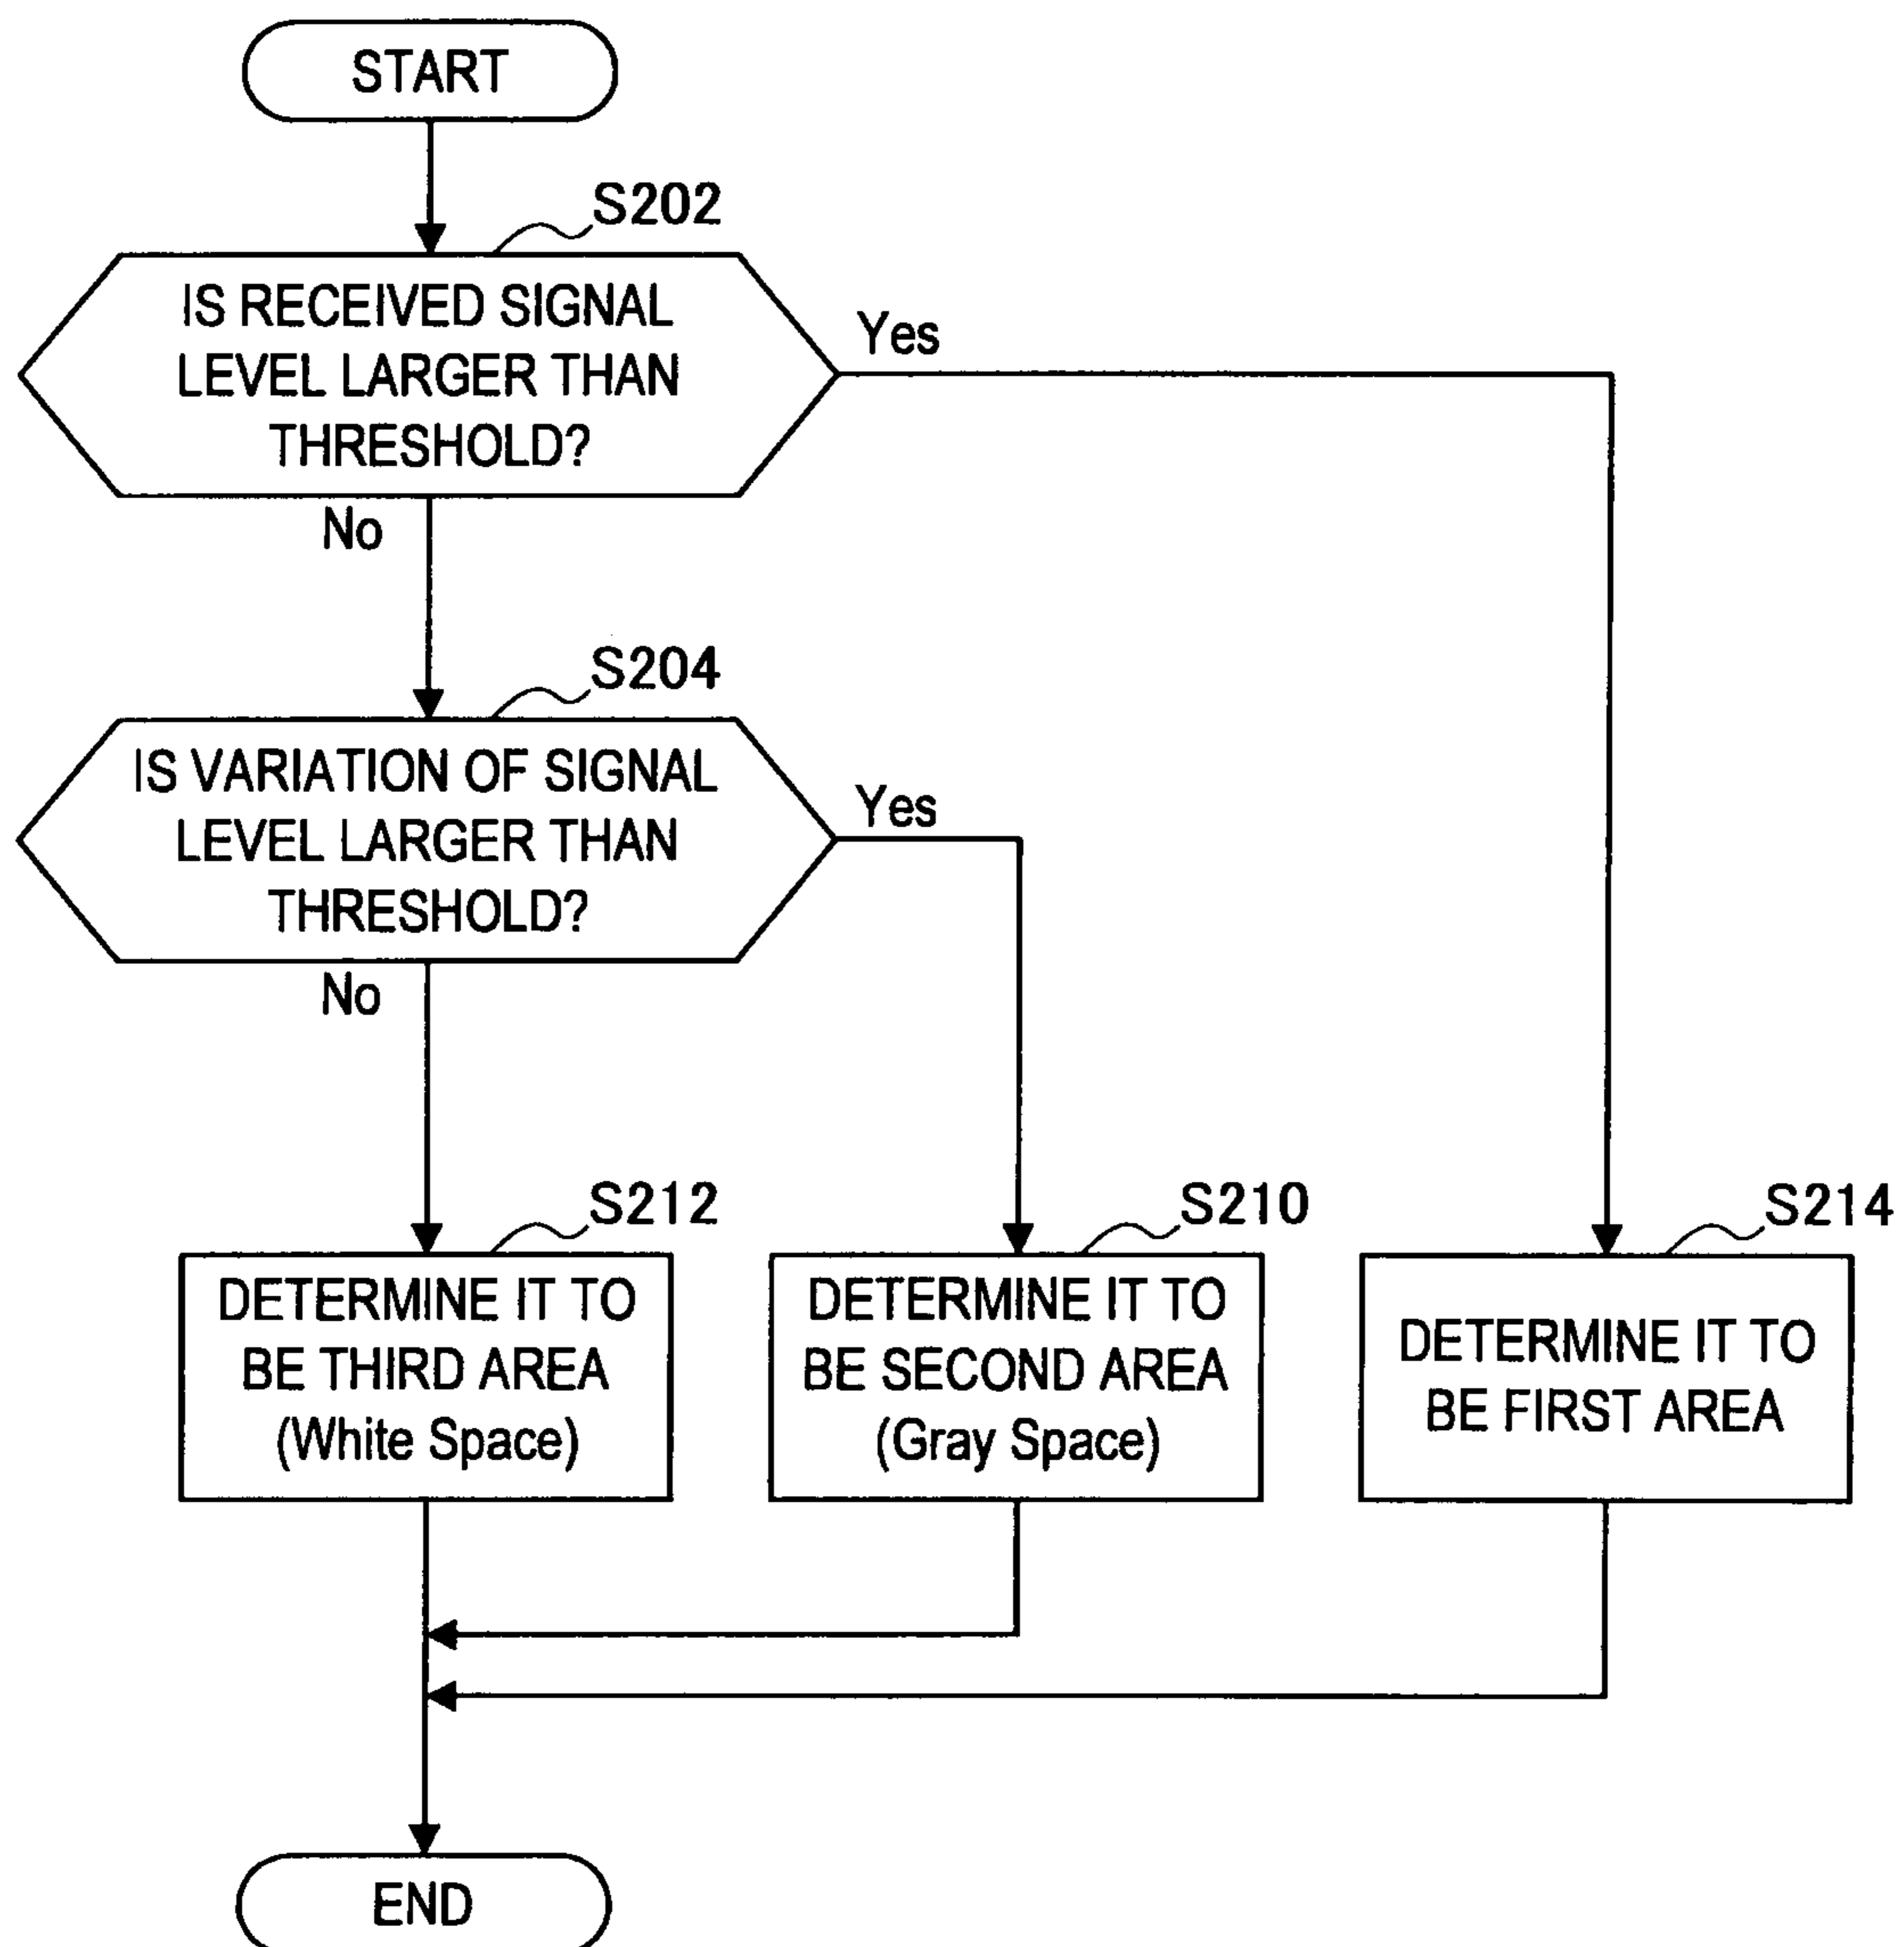 START
S202
IS RECEIVED SIGNAL
LEVEL LARGER THAN
THRESHOLD?
Yes
No
S204
IS VARIATION OF SIGNAL
LEVEL LARGER THAN
THRESHOLD?
Yes
No
S212
DETERMINE IT TO
BE THIRD AREA
(White Space)
S210
DETERMINE IT TO
BE SECOND AREA
(Gray Space)
S214
DETERMINE IT TO
BE FIRST AREA
END